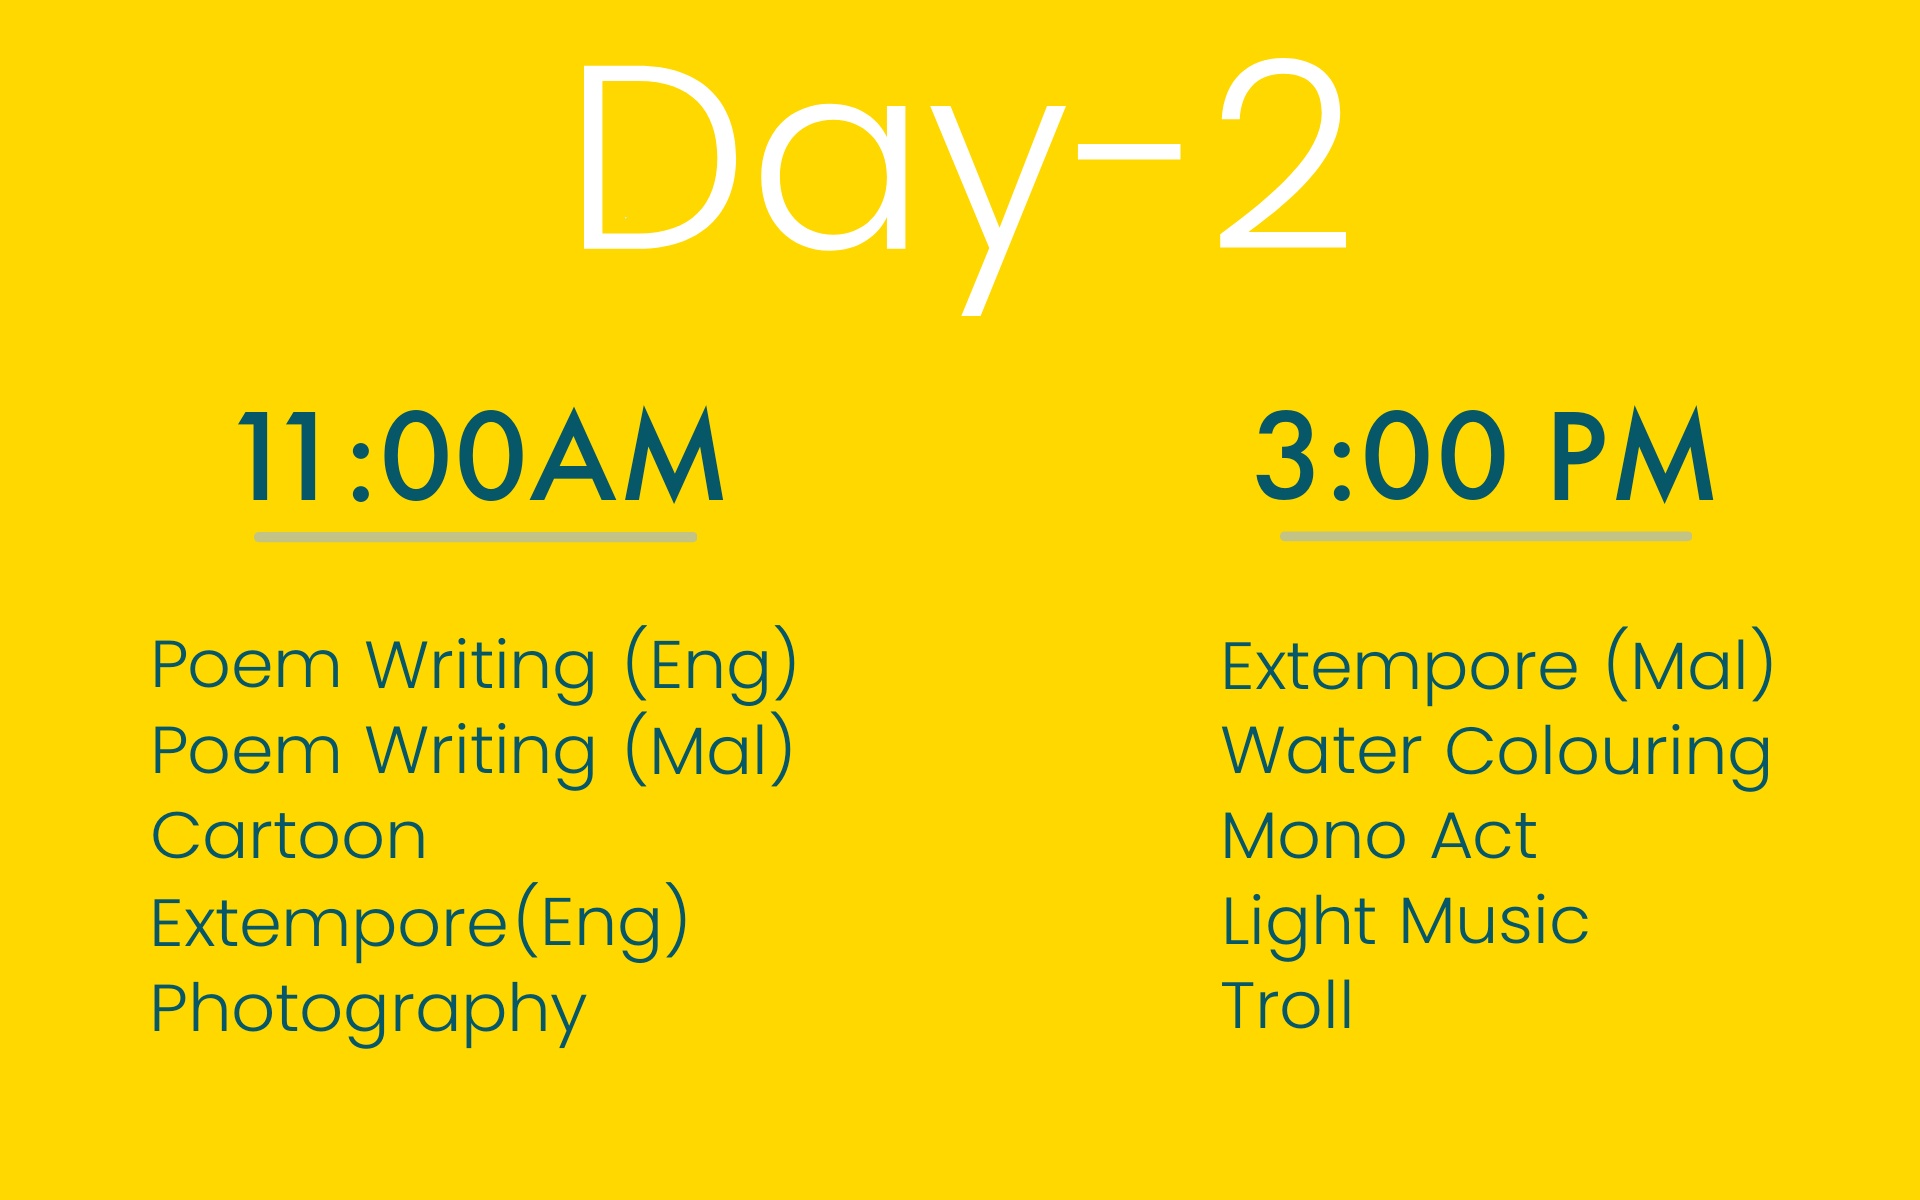 Day-2
11:00AM
Poem Writing (Eng)
Poem Writing (Mal)
Cartoon
Extempore(Eng)
Photography
3:00 PM
Extempore (Mal)
Water Colouring
Mono Act
Light Music
Troll